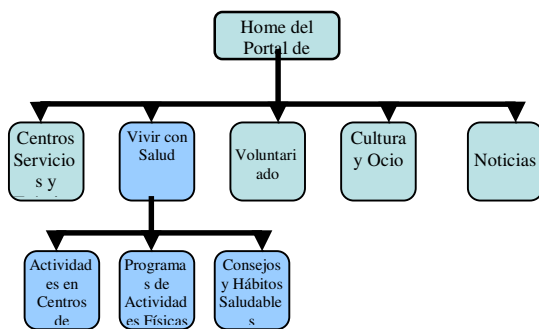 Home del
Portal de
Centros
Servicio
s y
Vivir con
Salud
Voluntari
ado
Cultura
y Ocio
Noticias
Actividad
es en
Centros
de
Programa
s de
Actividad
es Físicas
Consejos
y Hábitos
Saludable
s